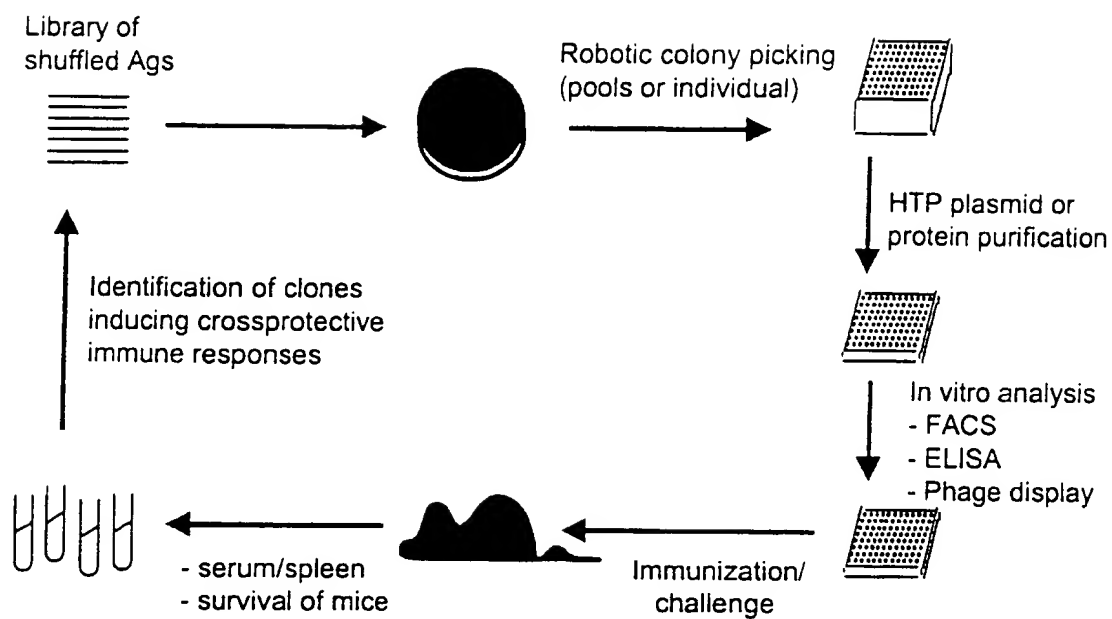 Library of
shuffled Ags
Robotic colony picking
(pools or individual)
HTP plasmid or
protein purification
Identification of clones
inducing crossprotective
immune responses
In vitro analysis
- FACS
- ELISA
- Phage display
Immunization/
challenge
- serum/spleen
- survival of mice